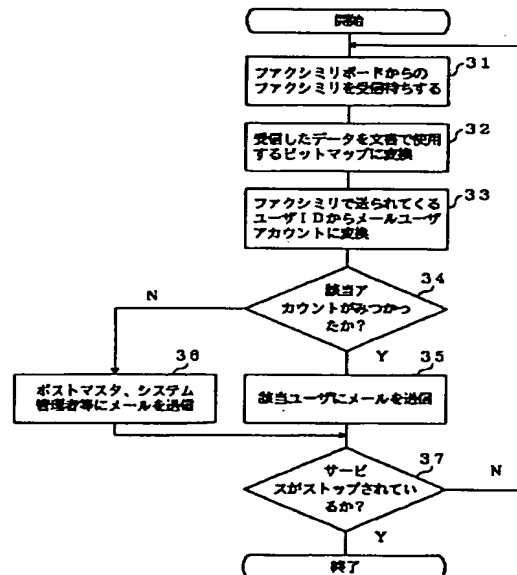 開始
31
ファクシミリボードからの
ファクシミリを受信待ちする
32
受信したデータを文書で使用
するビットマップに変換
33
ファクシミリで送られてくる
ユーザIDからメールユーザ
アカウントに変換
34
該当ア
カウントがみつかっ
たか?
N
Y
36
ポストマスタ、システム
管理者等にメールを送信
35
該当ユーザにメールを送信
37
サービ
スがストップされてい
るか?
N
Y
終了